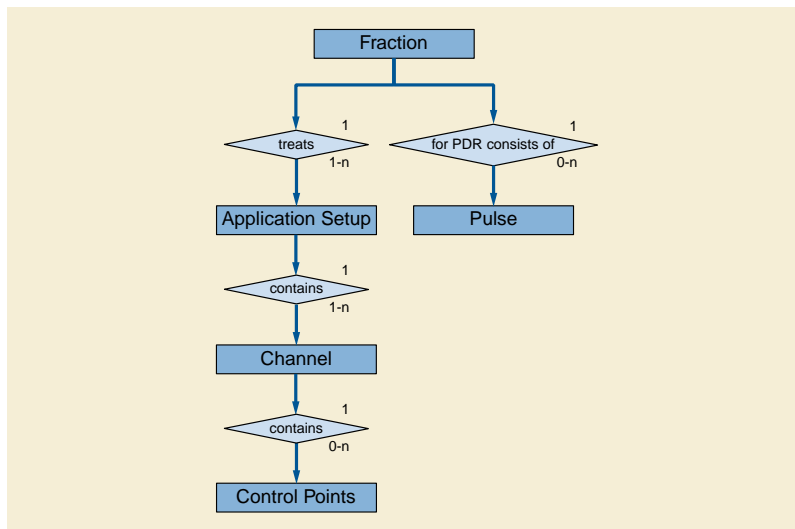 Fraction
1
treats
1-n
1
for PDR consists of
0-n
Application Setup
Pulse
1
contains
1-n
Channel
1
contains
0-n
Control Points